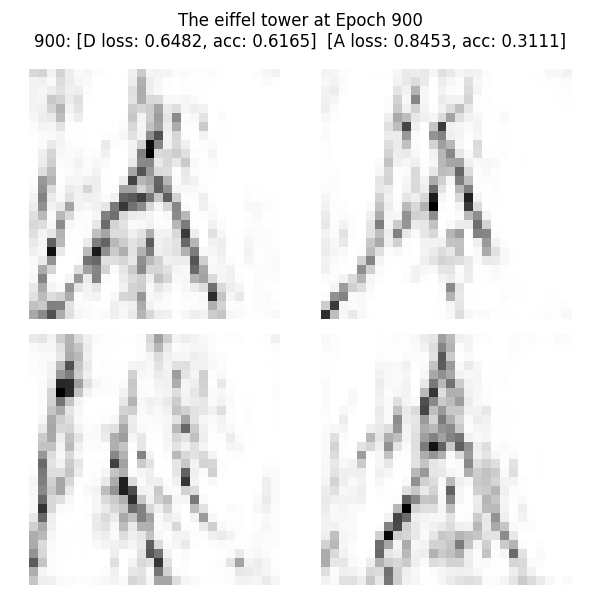 The eiffel tower at Epoch 900
900: [D loss: 0.6482, acc: 0.6165]  [A loss: 0.8453, acc: 0.3111]